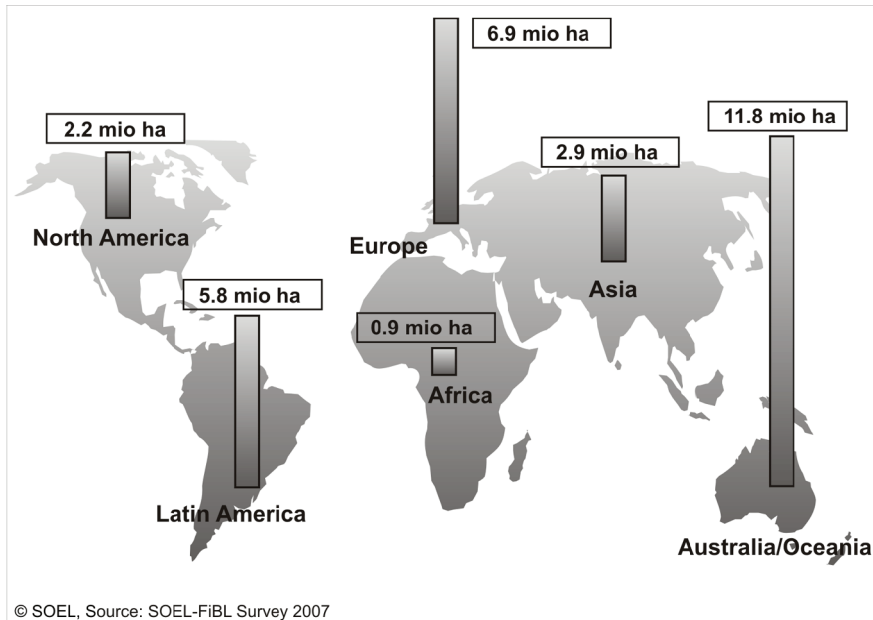 6.9 mio ha
11.8 mio ha
2.2 mio ha
2.9 mio ha
North America
Europe
Asia
5.8 mio ha
0.9 mio ha
Africa
Latin America
Australia/Oceania
© SOEL, Source: SOEL-FiBL Survey 2007